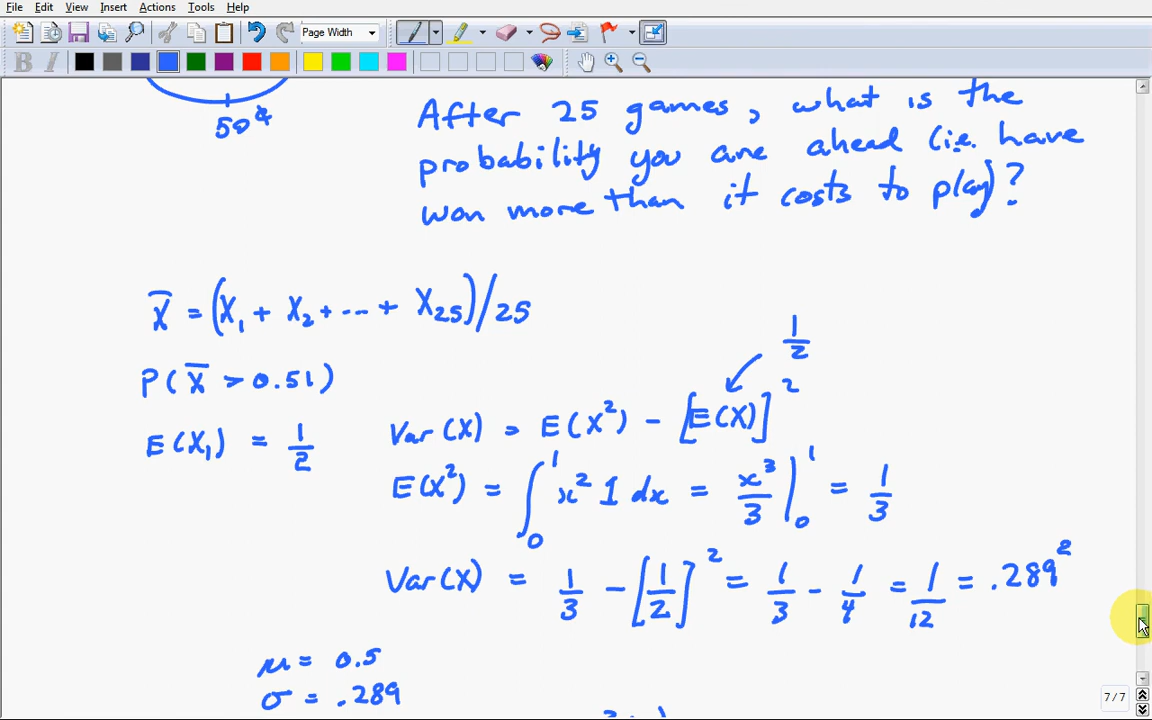 File Edit View Insert Actions Tools Help
Page Width
B I
50¢
After 25 games, what is the
probability you are ahead (i.e. have
won more than it costs to play)?
X̅ = (X₁ + X₂ + ... + X₂₅)/25
1/2
P(X̅ > 0.51)
Var(X) = E(X²) - [E(X)]²
E(X₁) = 1/2
E(X²) = ∫₀¹ x² 1 dx = x³/3 |₀¹ = 1/3
Var(X) = 1/3 - [1/2]² = 1/3 - 1/4 = 1/12 = .289²
μ = 0.5
σ = .289
7/7